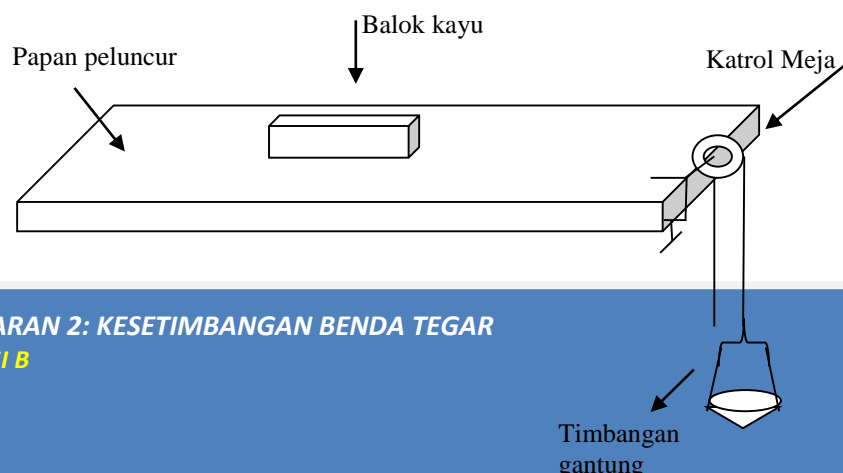 Balok kayu
Papan peluncur
Katrol Meja
ARAN 2: KESETIMBANGAN BENDA TEGAR
I B
Timbangan
gantung